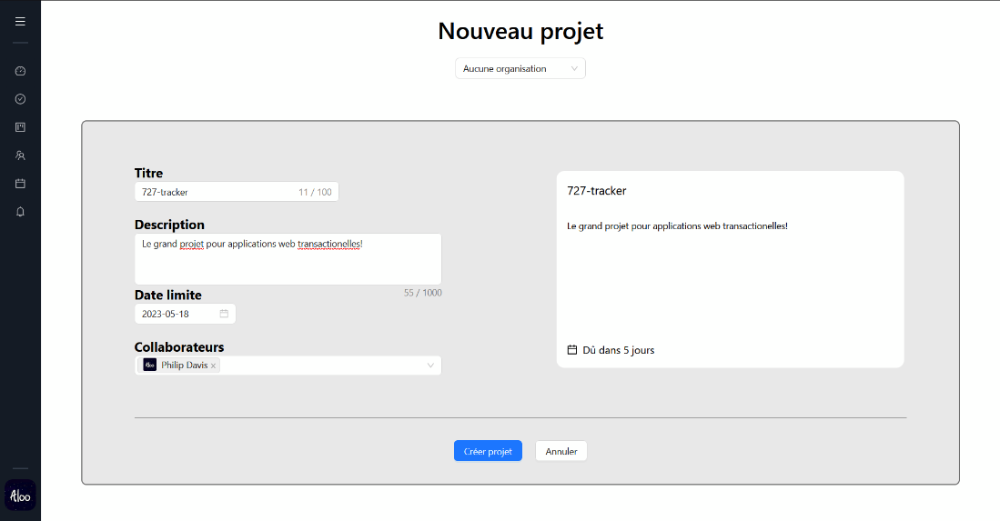 Nouveau projet
Aucune organisation
Titre
727-tracker
11 / 100
Description
Le grand projet pour applications web transactionelles!
55 / 1000
Date limite
2023-05-18
Collaborateurs
Aloo Philip Davis ×
727-tracker
Le grand projet pour applications web transactionelles!
Dû dans 5 jours
Créer projet
Annuler
Aloo